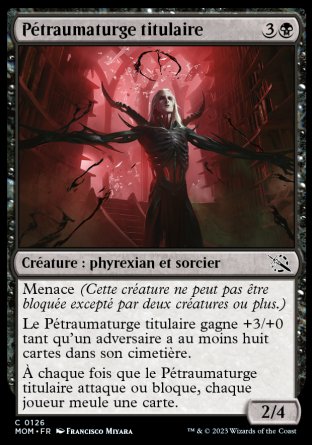 Pétraumaturge titulaire 3
Créature : phyrexian et sorcier
Menace (Cette créature ne peut pas être
bloquée excepté par deux créatures ou plus.)
Le Pétraumaturge titulaire gagne +3/+0
tant qu'un adversaire a au moins huit
cartes dans son cimetière.
À chaque fois que le Pétraumaturge
titulaire attaque ou bloque, chaque
joueur meule une carte.
2/4
C 0126
MOM • FR Francisco Miyara
™ & © 2023 Wizards of the Coast